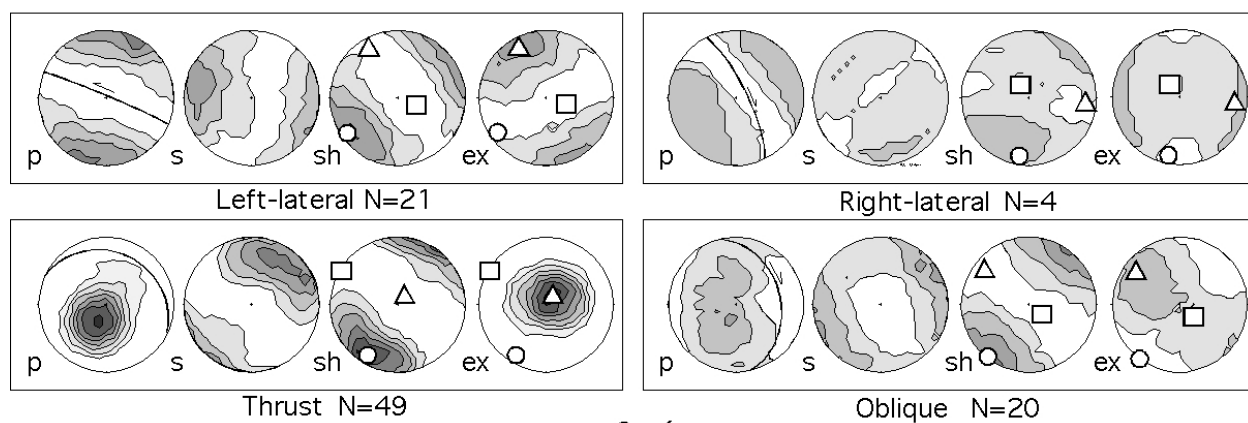 p s sh ex
Left-lateral N=21
p s sh ex
Right-lateral N=4
p s sh ex
Thrust N=49
p s sh ex
Oblique N=20